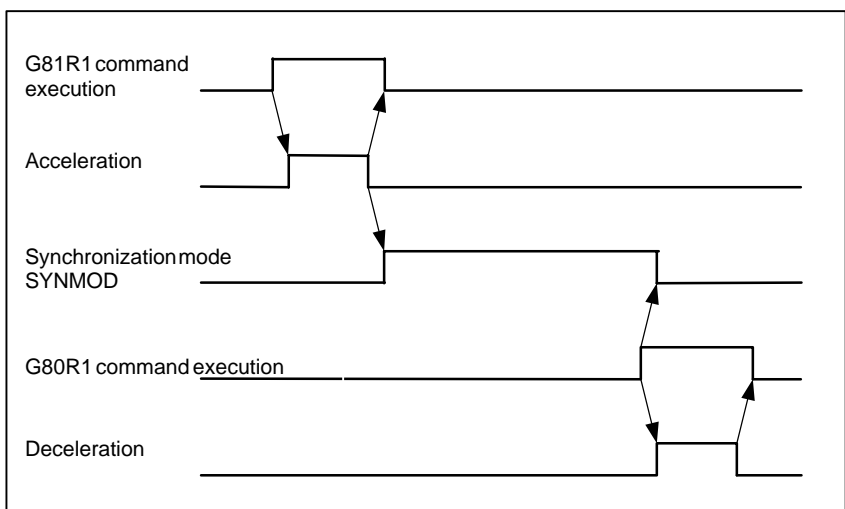 G81R1 command
execution
Acceleration
Synchronization mode
SYNMOD
G80R1 command execution
Deceleration